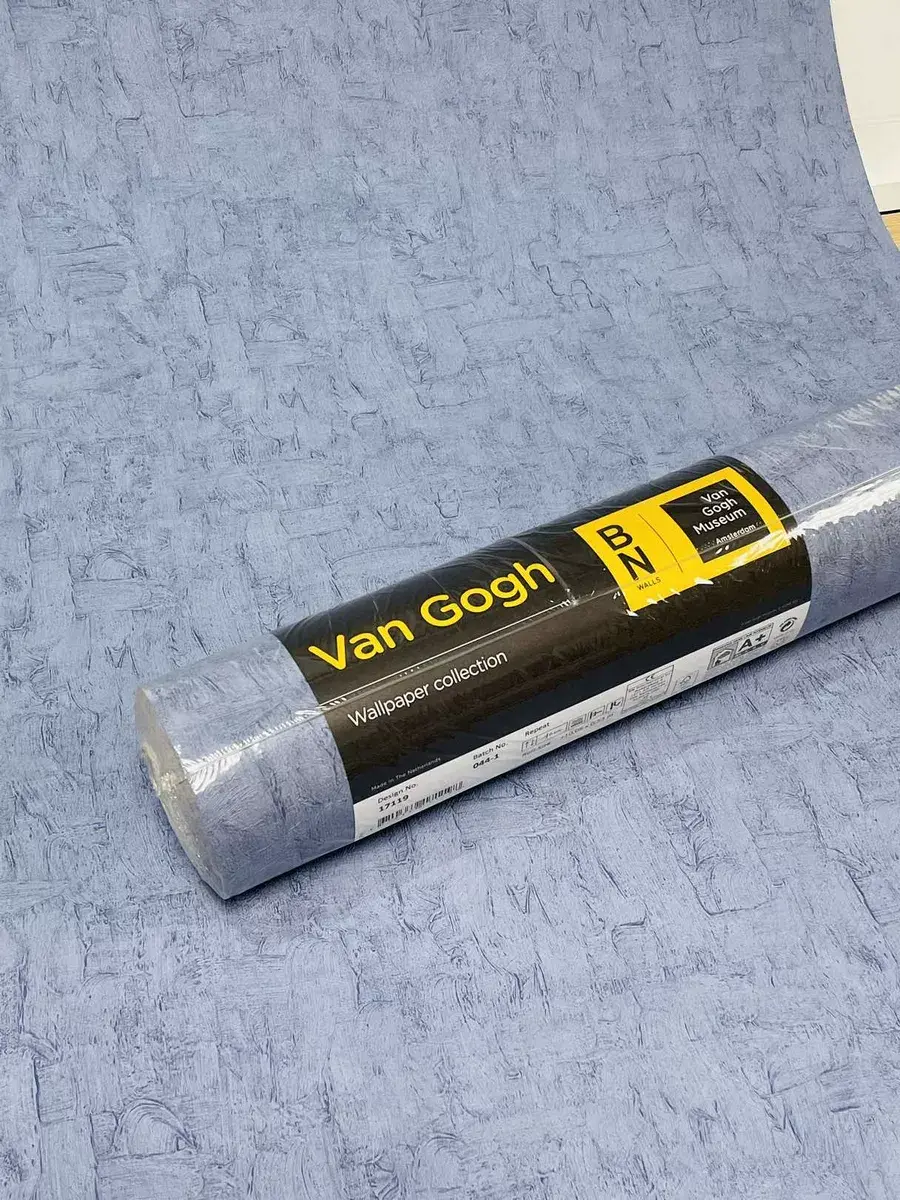 Van Gogh
Wallpaper collection
B
N
WALLS
Van
Gogh
Museum
Amsterdam
Made in The Netherlands
Design No.
17119
Batch No.
044-1
Repeat
A+
CE